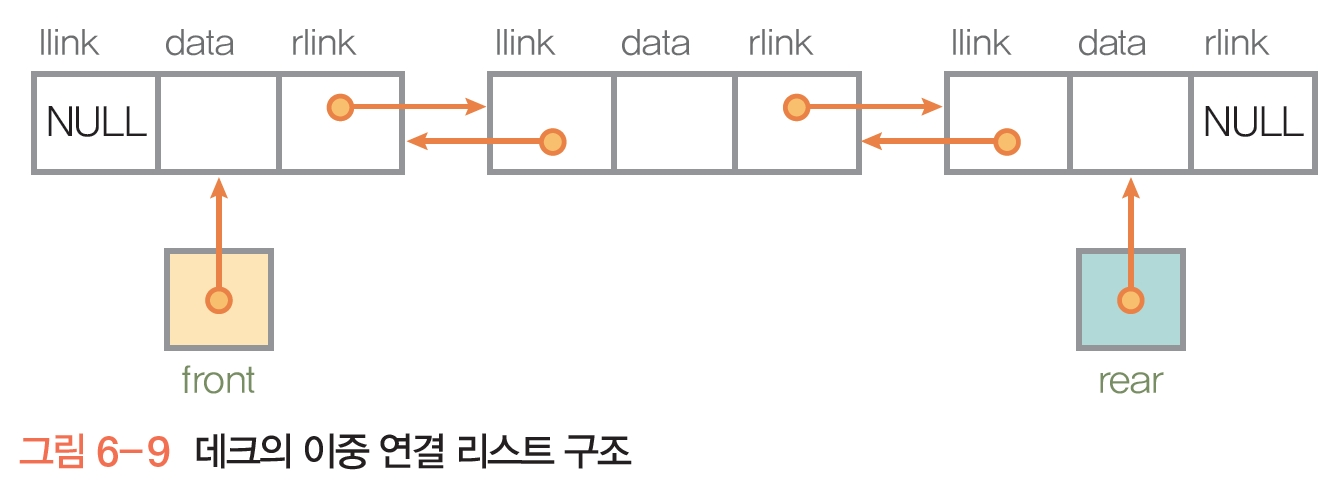 llink data rlink llink data rlink llink data rlink
NULL NULL
front rear
그림 6-9 데크의 이중 연결 리스트 구조